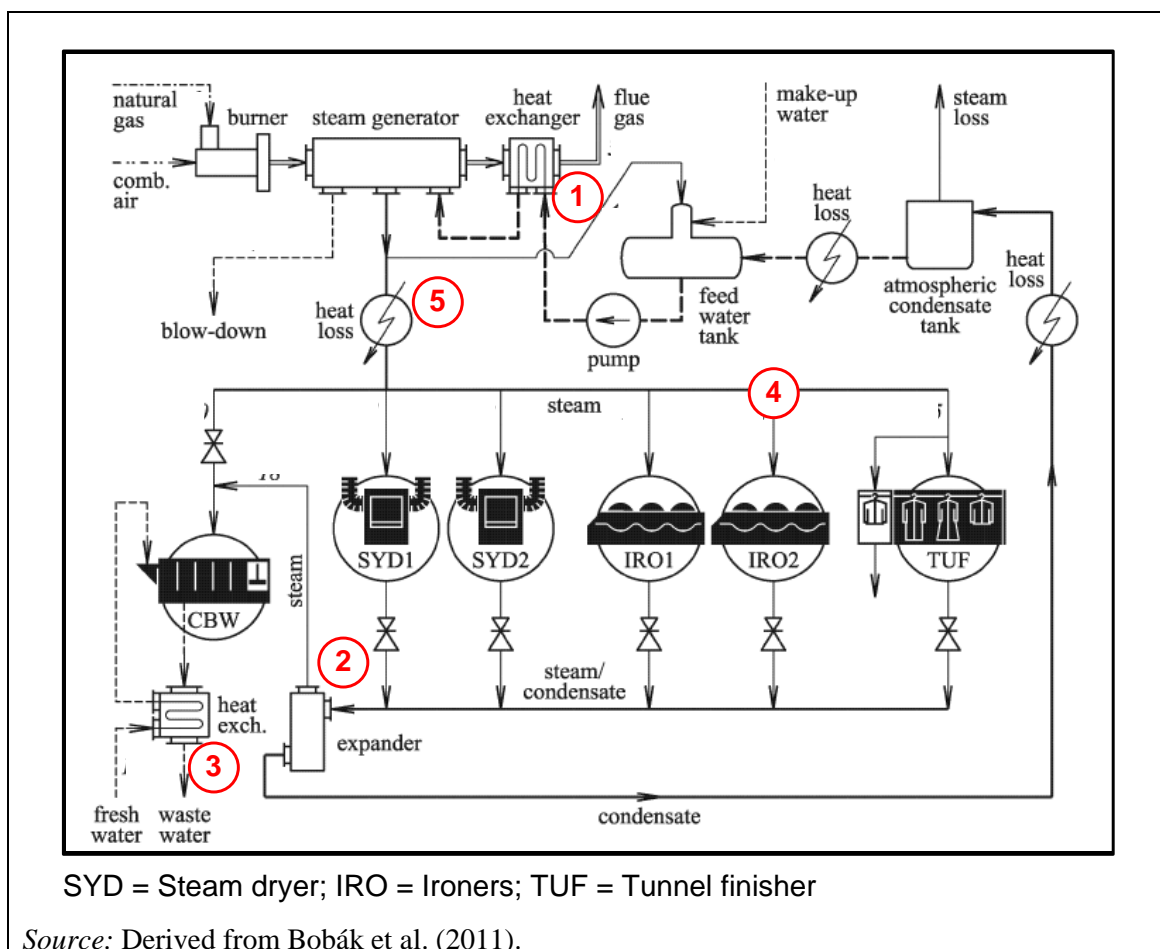 natural
gas
burner
steam generator
heat
exchanger
flue
gas
make-up
water
steam
loss
comb.
air
1
heat
loss
heat
loss
5
heat
loss
blow-down
pump
feed
water
tank
atmospheric
condensate
tank
4
steam
SYD1
SYD2
IRO1
IRO2
TUF
CBW
steam
2
steam/
condensate
heat
exch.
expander
3
fresh
water
waste
water
condensate
SYD = Steam dryer; IRO = Ironers; TUF = Tunnel finisher
Source: Derived from Bobák et al. (2011).